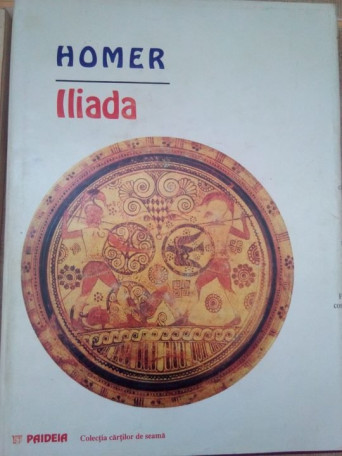 HOMER
Iliada
PAIDEIA Colecția cărților de seamă